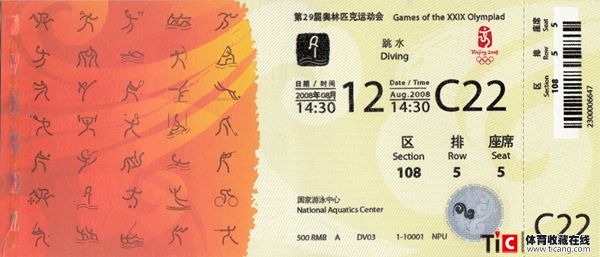 第29届奥林匹克运动会 Games of the XXIX Olympiad
跳水
Diving
Beijing 2008
日期 / 时间 Date / Time
2008年08月 12 Aug.2008 C22
14:30 14:30
区 排 座席
Section Row Seat
108 5 5
国家游泳中心
National Aquatics Center
500 RMB A DV03 1-10001 NPU
座席 Seat 5
排 Row 5
区 108
2300006647
C22
TiC 体育收藏在线
www.ticang.com